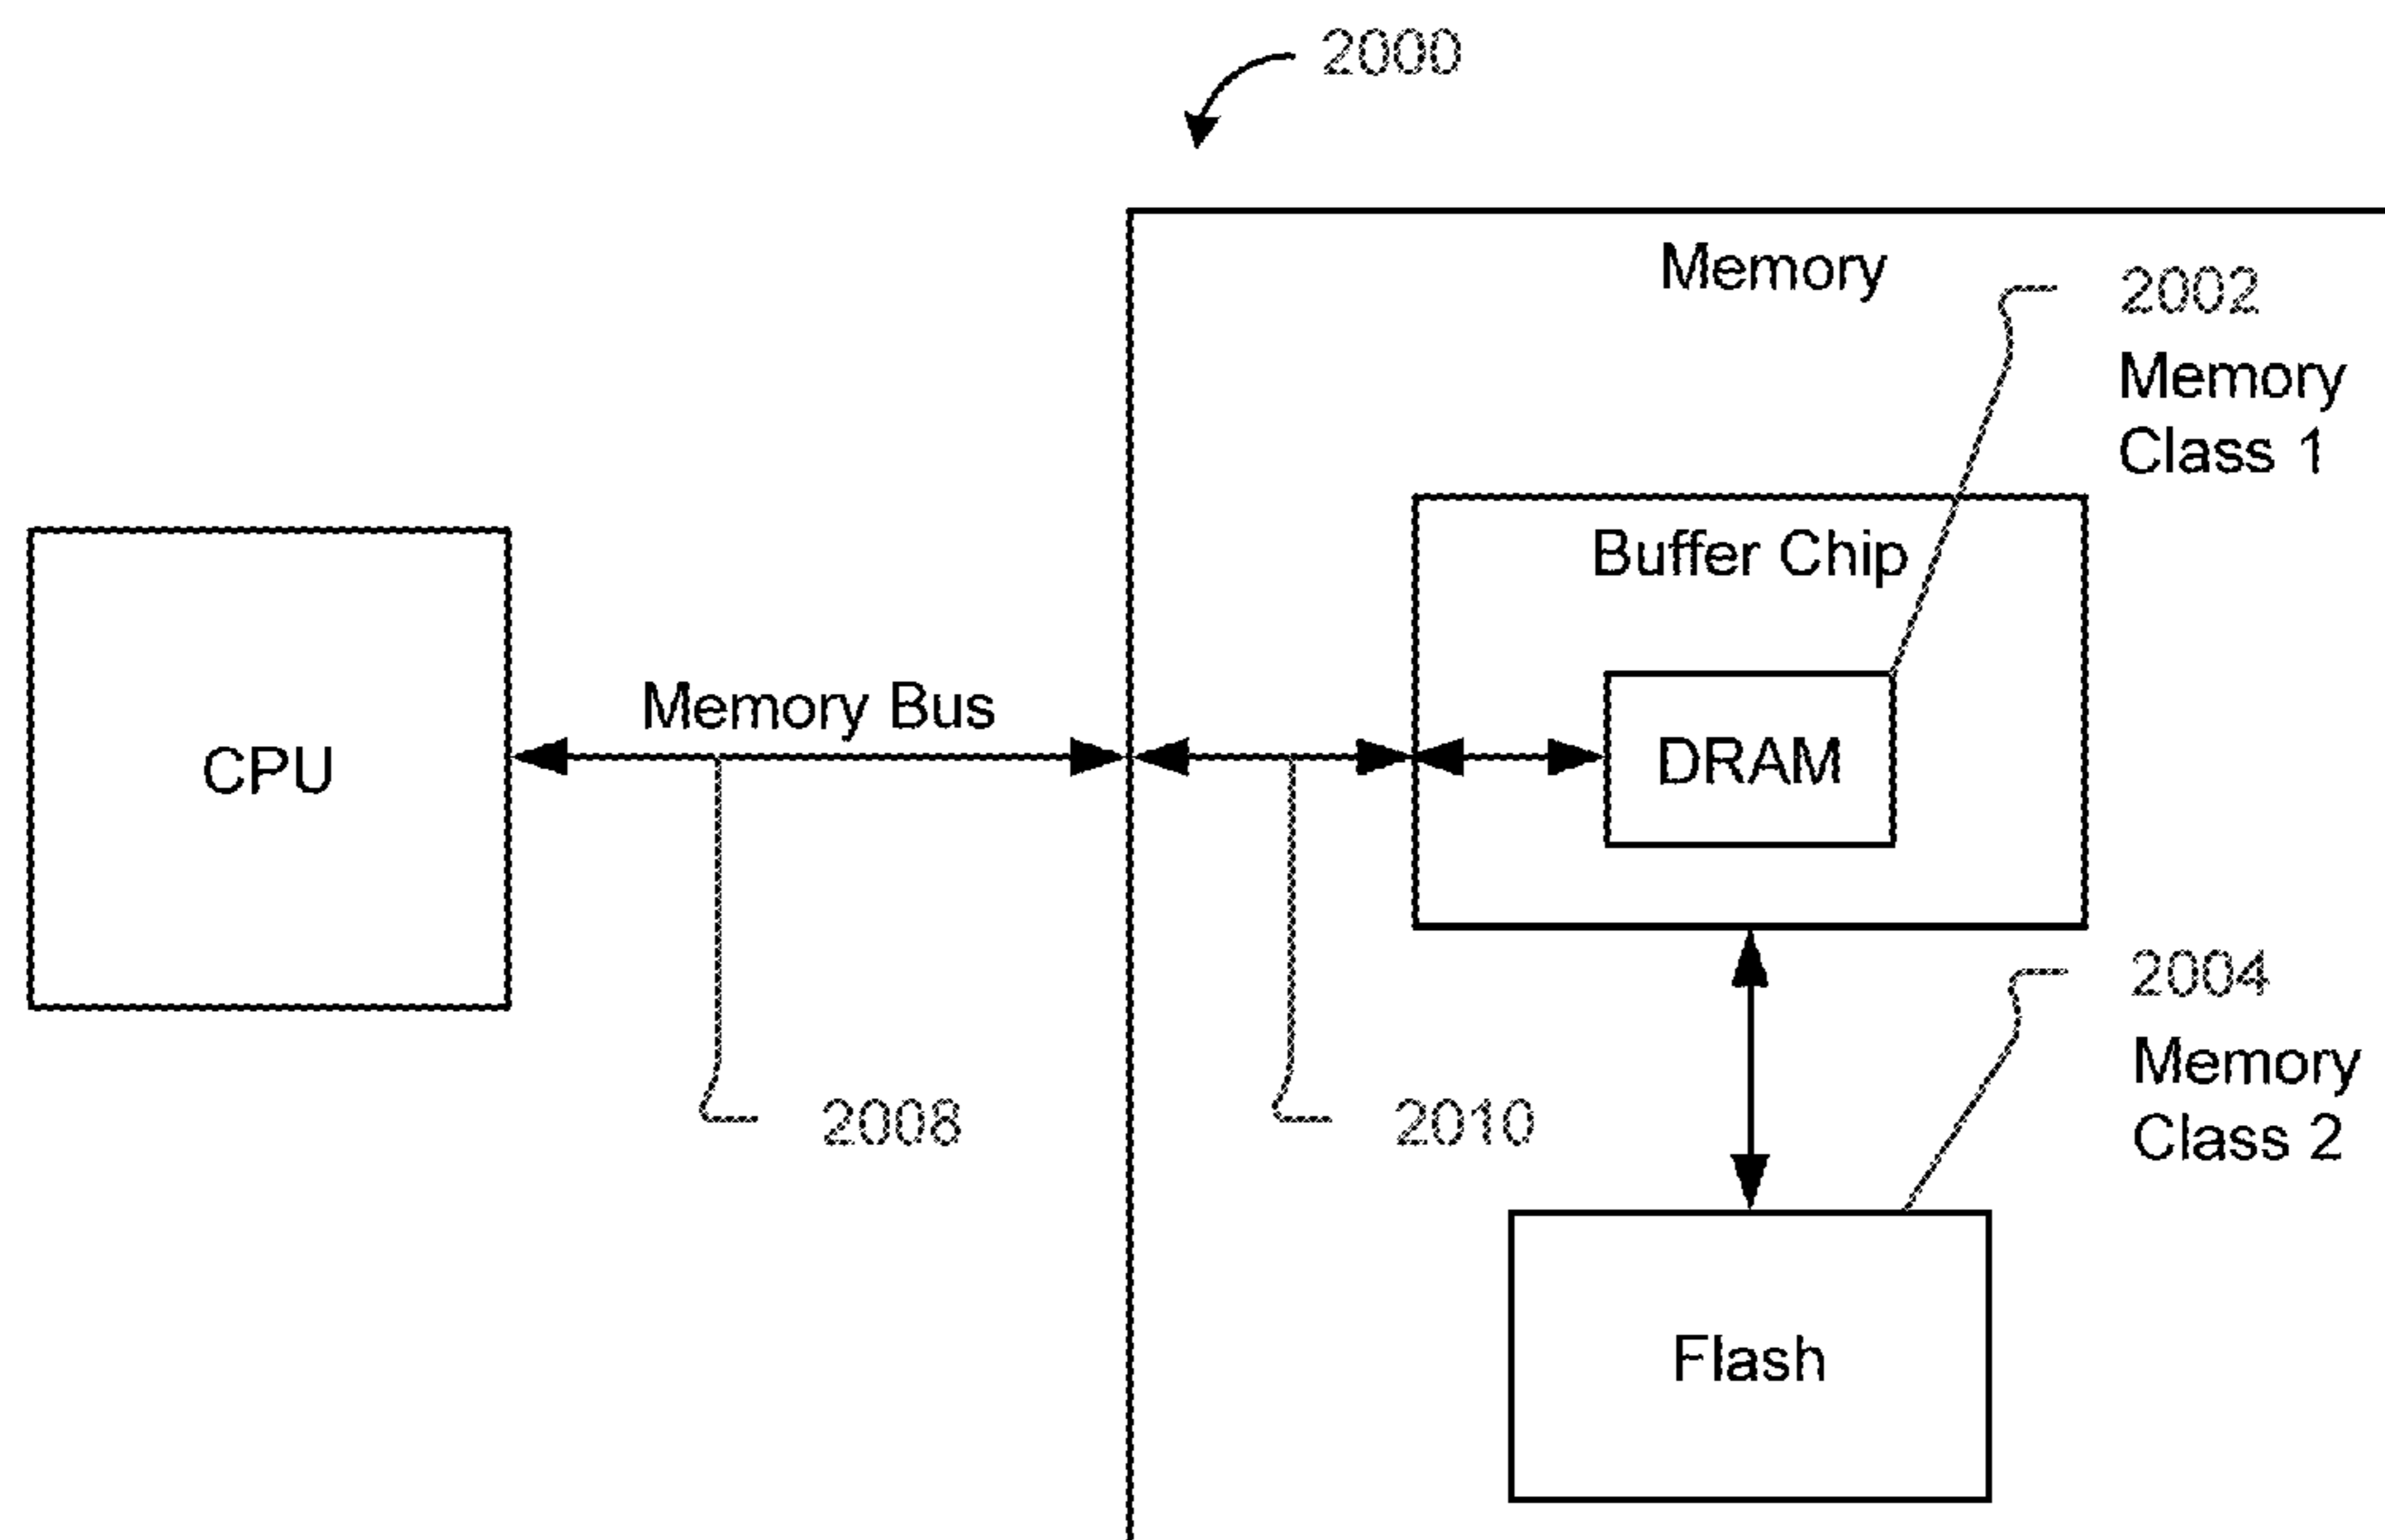 2000
Memory
2002
Memory
Class 1
Buffer Chip
Memory Bus
CPU
DRAM
2004
Memory
Class 2
2008
2010
Flash